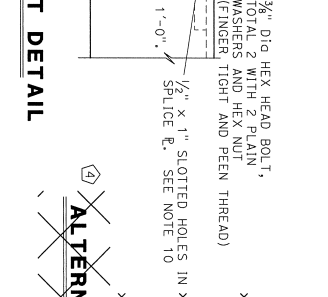 3/8" Dia HEX HEAD BOLT,
TOTAL 2 WITH 2 PLAIN
WASHERS AND HEX NUT
(FINGER TIGHT AND PEEN THREAD)
1/2" x 1" SLOTTED HOLES IN
SPLICE ℞. SEE NOTE 10
1'-0".
T DETAIL
4
ALTERN